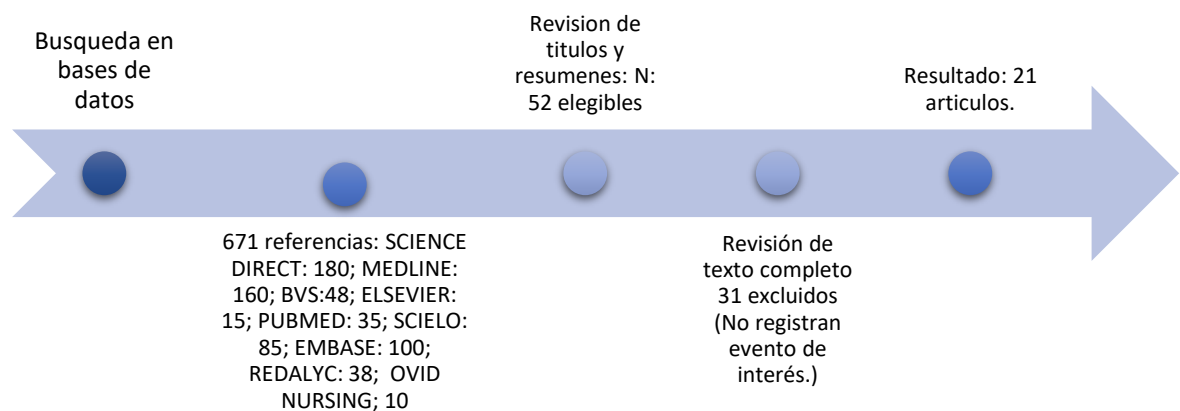 Busqueda en
bases de
datos
671 referencias: SCIENCE
DIRECT: 180; MEDLINE:
160; BVS:48; ELSEVIER:
15; PUBMED: 35; SCIELO:
85; EMBASE: 100;
REDALYC: 38; OVID
NURSING; 10
Revision de
titulos y
resumenes: N:
52 elegibles
Revisión de
texto completo
31 excluidos
(No registran
evento de
interés.)
Resultado: 21
articulos.